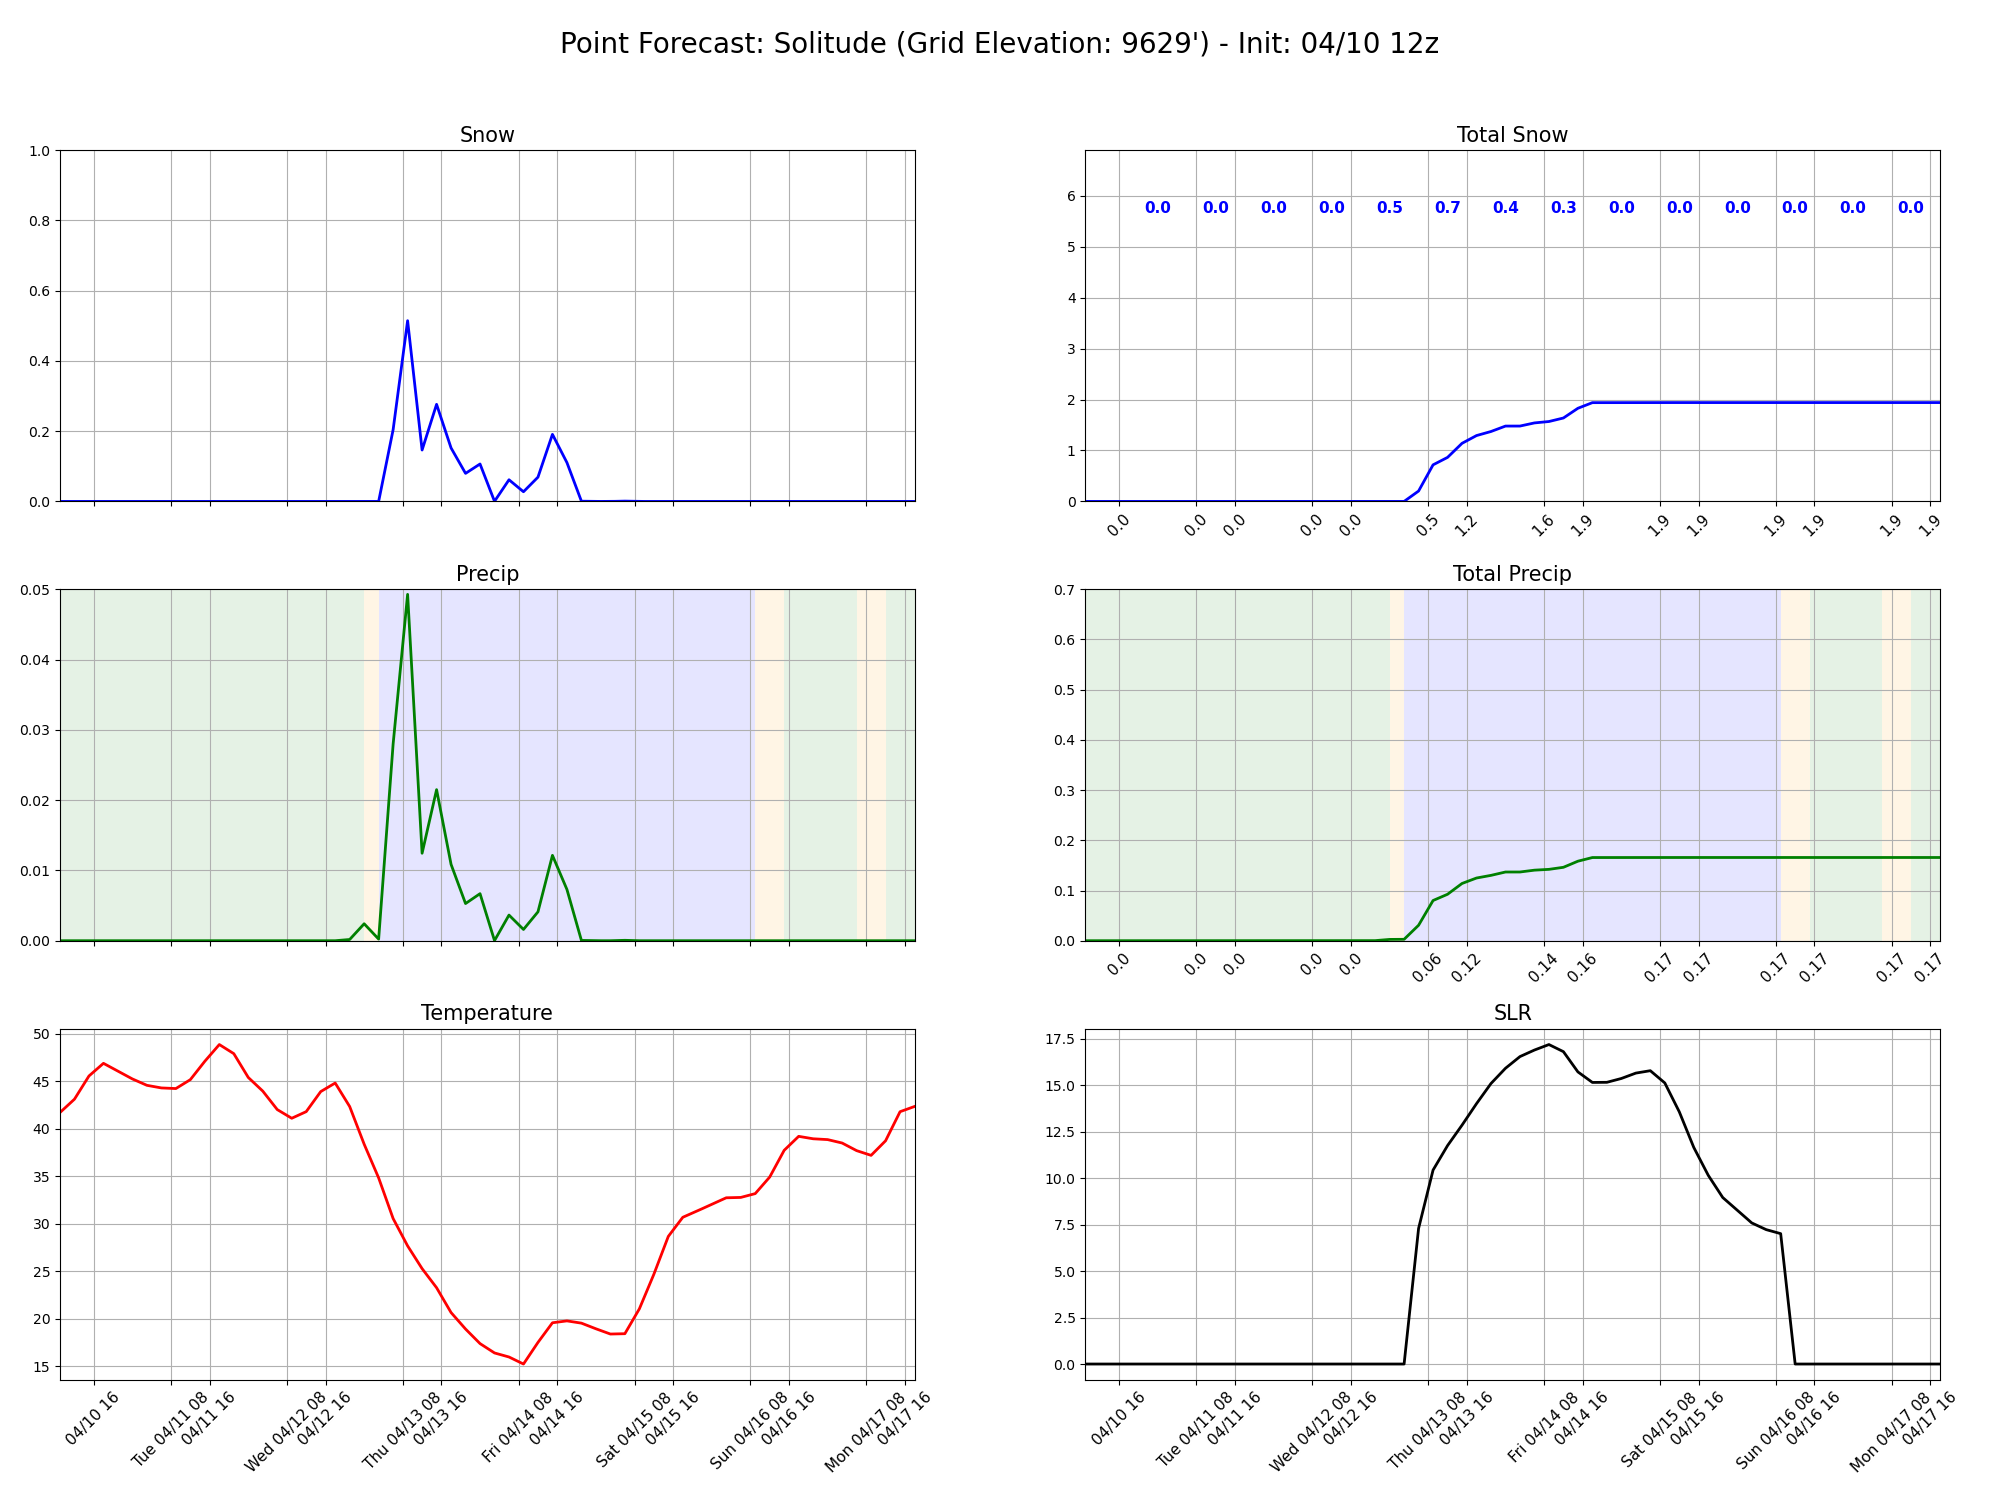 Point Forecast: Solitude (Grid Elevation: 9629') - Init: 04/10 12z
Snow
1.0
0.8
0.6
0.4
0.2
0.0
Total Snow
6
5
4
3
2
1
0
0.0 0.0 0.0 0.0 0.5 0.7 0.4 0.3 0.0 0.0 0.0 0.0 0.0 0.0
0.0 0.0 0.0 0.0 0.0 0.5 1.2 1.6 1.9 1.9 1.9 1.9 1.9 1.9 1.9
Precip
0.05
0.04
0.03
0.02
0.01
0.00
Total Precip
0.7
0.6
0.5
0.4
0.3
0.2
0.1
0.0
0.0 0.0 0.0 0.0 0.0 0.06 0.12 0.14 0.16 0.17 0.17 0.17 0.17 0.17 0.17
Temperature
50
45
40
35
30
25
20
15
04/10 16
Tue 04/11 08
04/11 16
Wed 04/12 08
04/12 16
Thu 04/13 08
04/13 16
Fri 04/14 08
04/14 16
Sat 04/15 08
04/15 16
Sun 04/16 08
04/16 16
Mon 04/17 08
04/17 16
SLR
17.5
15.0
12.5
10.0
7.5
5.0
2.5
0.0
04/10 16
Tue 04/11 08
04/11 16
Wed 04/12 08
04/12 16
Thu 04/13 08
04/13 16
Fri 04/14 08
04/14 16
Sat 04/15 08
04/15 16
Sun 04/16 08
04/16 16
Mon 04/17 08
04/17 16